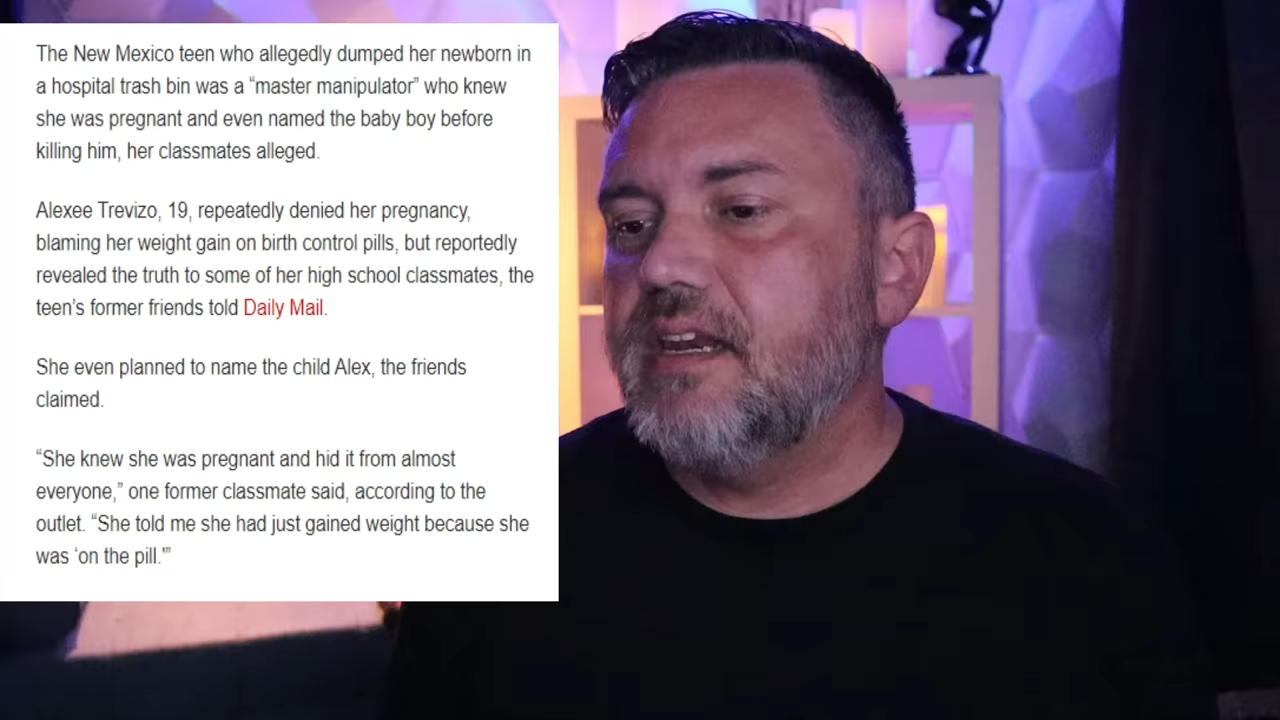 The New Mexico teen who allegedly dumped her newborn in
a hospital trash bin was a “master manipulator” who knew
she was pregnant and even named the baby boy before
killing him, her classmates alleged.
Alexee Trevizo, 19, repeatedly denied her pregnancy,
blaming her weight gain on birth control pills, but reportedly
revealed the truth to some of her high school classmates, the
teen’s former friends told Daily Mail.
She even planned to name the child Alex, the friends
claimed.
“She knew she was pregnant and hid it from almost
everyone,” one former classmate said, according to the
outlet. “She told me she had just gained weight because she
was ‘on the pill.’”